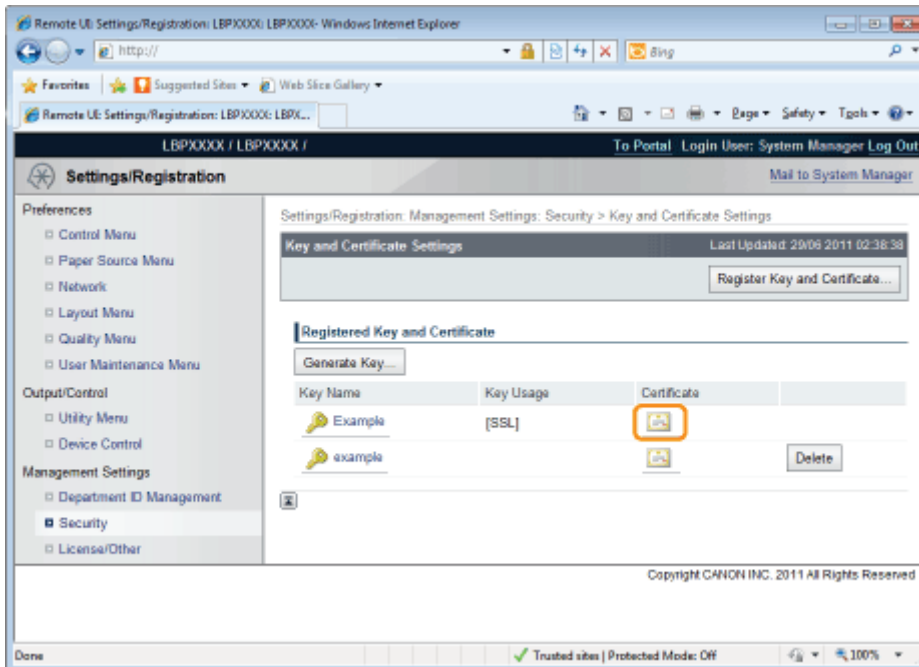 Remote UI: Settings/Registration: LBPXXXX: LBPXXXX- Windows Internet Explorer
http://
Bing
Favorites Suggested Sites Web Slice Gallery
Remote UI: Settings/Registration: LBPXXXX: LBPX...
Page Safety Tools
LBPXXXX / LBPXXXX /
To Portal Login User: System Manager Log Out
Settings/Registration
Mail to System Manager
Preferences
Control Menu
Paper Source Menu
Network
Layout Menu
Quality Menu
User Maintenance Menu
Output/Control
Utility Menu
Device Control
Management Settings
Department ID Management
Security
License/Other
Settings/Registration: Management Settings: Security > Key and Certificate Settings
Key and Certificate Settings
Last Updated: 29/06 2011 02:38:38
Register Key and Certificate...
Registered Key and Certificate
Generate Key...
Key Name Key Usage Certificate
Example [SSL]
example Delete
Copyright CANON INC. 2011 All Rights Reserved
Done Trusted sites | Protected Mode: Off 100%